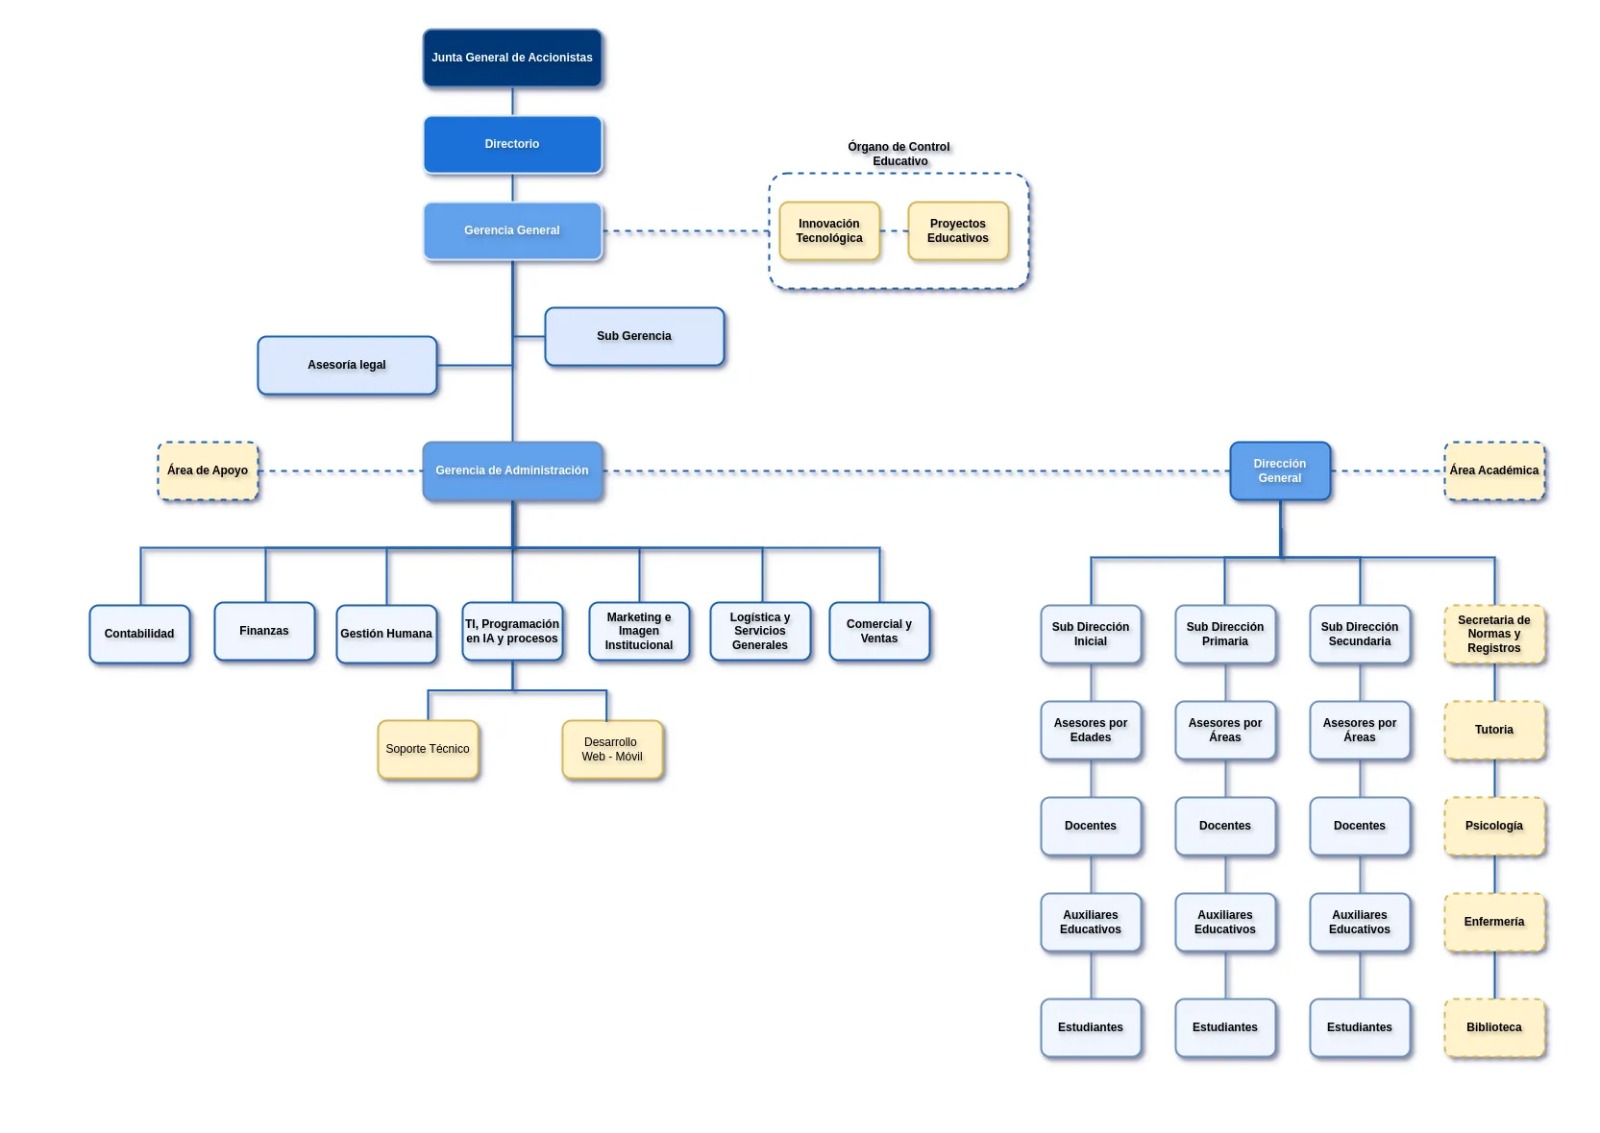 Junta General de Accionistas
Directorio
Órgano de Control
Educativo
Gerencia General
Innovación
Tecnológica
Proyectos
Educativos
Sub Gerencia
Asesoría legal
Área de Apoyo
Gerencia de Administración
Dirección
General
Área Académica
Contabilidad
Finanzas
Gestión Humana
TI, Programación
en IA y procesos
Marketing e
Imagen
Institucional
Logística y
Servicios
Generales
Comercial y
Ventas
Sub Dirección
Inicial
Sub Dirección
Primaria
Sub Dirección
Secundaria
Secretaria de
Normas y
Registros
Soporte Técnico
Desarrollo
Web - Móvil
Asesores por
Edades
Asesores por
Áreas
Asesores por
Áreas
Tutoria
Docentes
Docentes
Docentes
Psicología
Auxiliares
Educativos
Auxiliares
Educativos
Auxiliares
Educativos
Enfermería
Estudiantes
Estudiantes
Estudiantes
Biblioteca